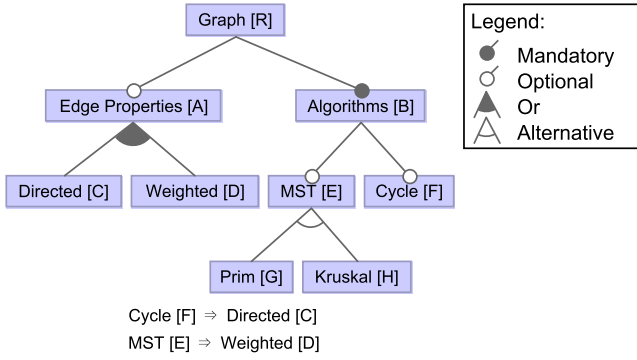 Graph [R]
Legend:
Mandatory
Optional
Or
Alternative
Edge Properties [A]
Algorithms [B]
Directed [C]
Weighted [D]
MST [E]
Cycle [F]
Prim [G]
Kruskal [H]
Cycle [F] ⇒ Directed [C]
MST [E] ⇒ Weighted [D]